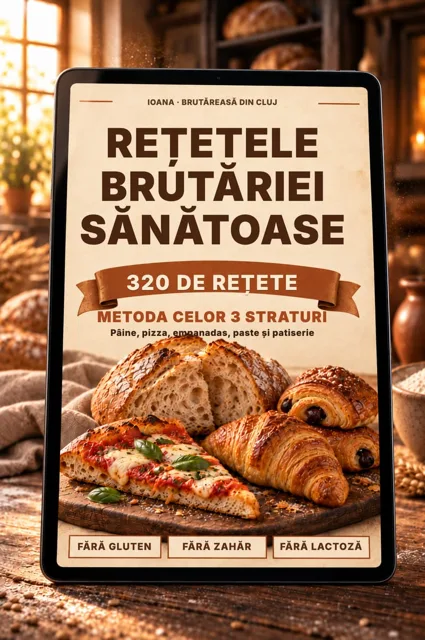 IOANA · BRUTĂREASĂ DIN CLUJ
REȚETELE
BRUTĂRIEI
SĂNĂTOASE
320 DE REȚETE
METODA CELOR 3 STRATURI
Pâine, pizza, empanadas, paste și patiserie
FĂRĂ GLUTEN
FĂRĂ ZAHĂR
FĂRĂ LACTOZĂ